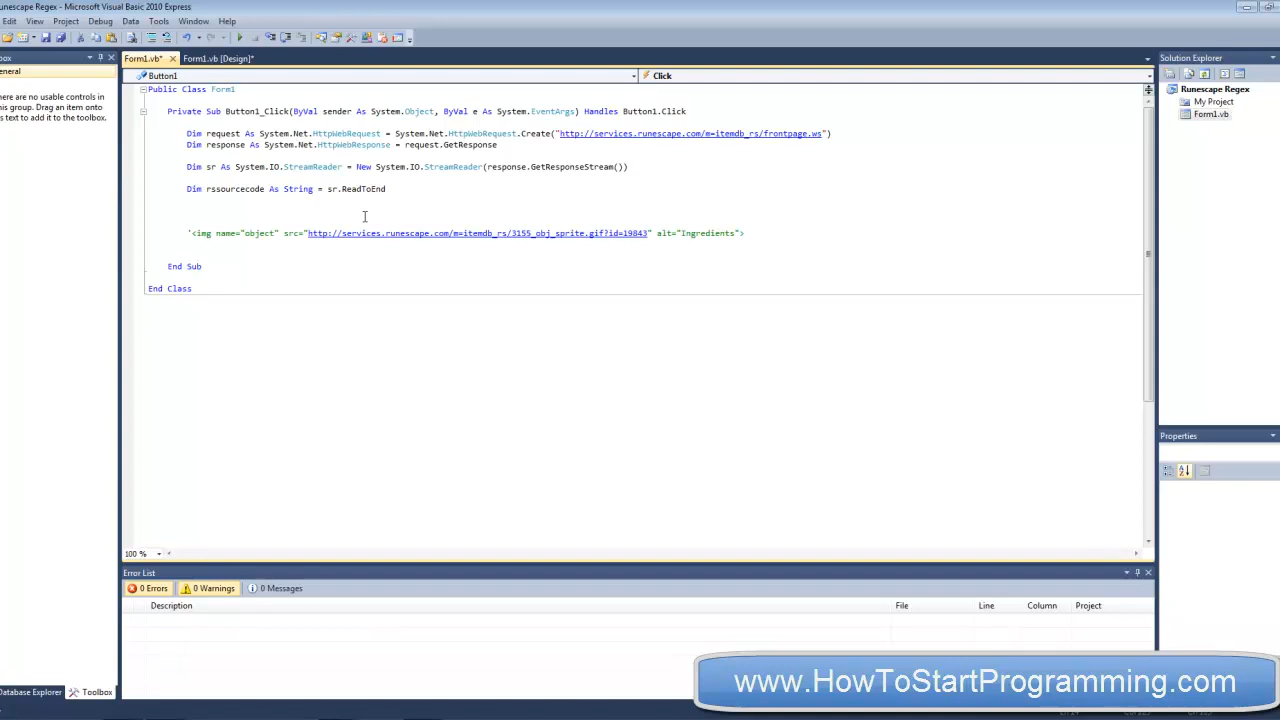 unescape Regex - Microsoft Visual Basic 2010 Express
Edit View Project Debug Data Tools Window Help
box
eneral
here are no usable controls in
his group. Drag an item onto
is text to add it to the toolbox.
Form1.vb* Form1.vb [Design]*
Button1 Click
Public Class Form1
Private Sub Button1_Click(ByVal sender As System.Object, ByVal e As System.EventArgs) Handles Button1.Click
Dim request As System.Net.HttpWebRequest = System.Net.HttpWebRequest.Create("http://services.runescape.com/m=itemdb_rs/frontpage.ws")
Dim response As System.Net.HttpWebResponse = request.GetResponse
Dim sr As System.IO.StreamReader = New System.IO.StreamReader(response.GetResponseStream())
Dim rssourcecode As String = sr.ReadToEnd
'<img name="object" src="http://services.runescape.com/m=itemdb_rs/3155_obj_sprite.gif?id=19843" alt="Ingredients">
End Sub
End Class
100 %
Solution Explorer
Runescape Regex
My Project
Form1.vb
Properties
Error List
0 Errors 0 Warnings 0 Messages
Description File Line Column Project
Database Explorer Toolbox
www.HowToStartProgramming.com